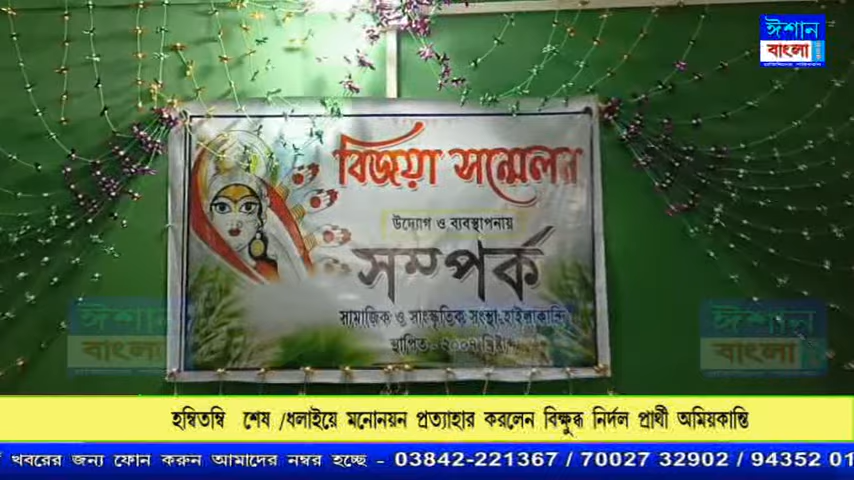 ঈশান
বাংলা
বিজয়া সম্মেলন
উদ্যোগ ও ব্যবস্থাপনায়
সম্পর্ক
সামাজিক ও সাংস্কৃতিক সংস্থা-হাইলাকান্দি
স্থাপিত - ২০০৭ খ্রিষ্টাব্দ
ঈশান
বাংলা
ঈশান
বাংলা
হম্বিতম্বি শেষ /ধলাইয়ে মনোনয়ন প্রত্যাহার করলেন বিক্ষুব্ধ নির্দল প্রার্থী অমিয়কান্তি
খবরের জন্য ফোন করুন আমাদের নম্বর হচ্ছে - 03842-221367 / 70027 32902 / 94352 01